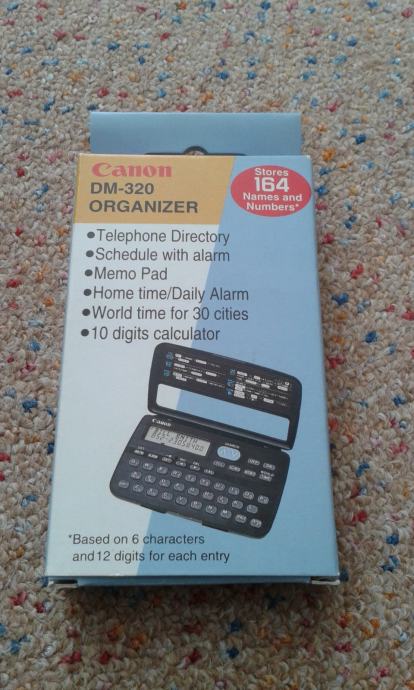 Canon
DM-320
ORGANIZER
Stores
164
Names and
Numbers*
•Telephone Directory
•Schedule with alarm
•Memo Pad
•Home time/Daily Alarm
•World time for 30 cities
•10 digits calculator
Canon
*Based on 6 characters
and 12 digits for each entry